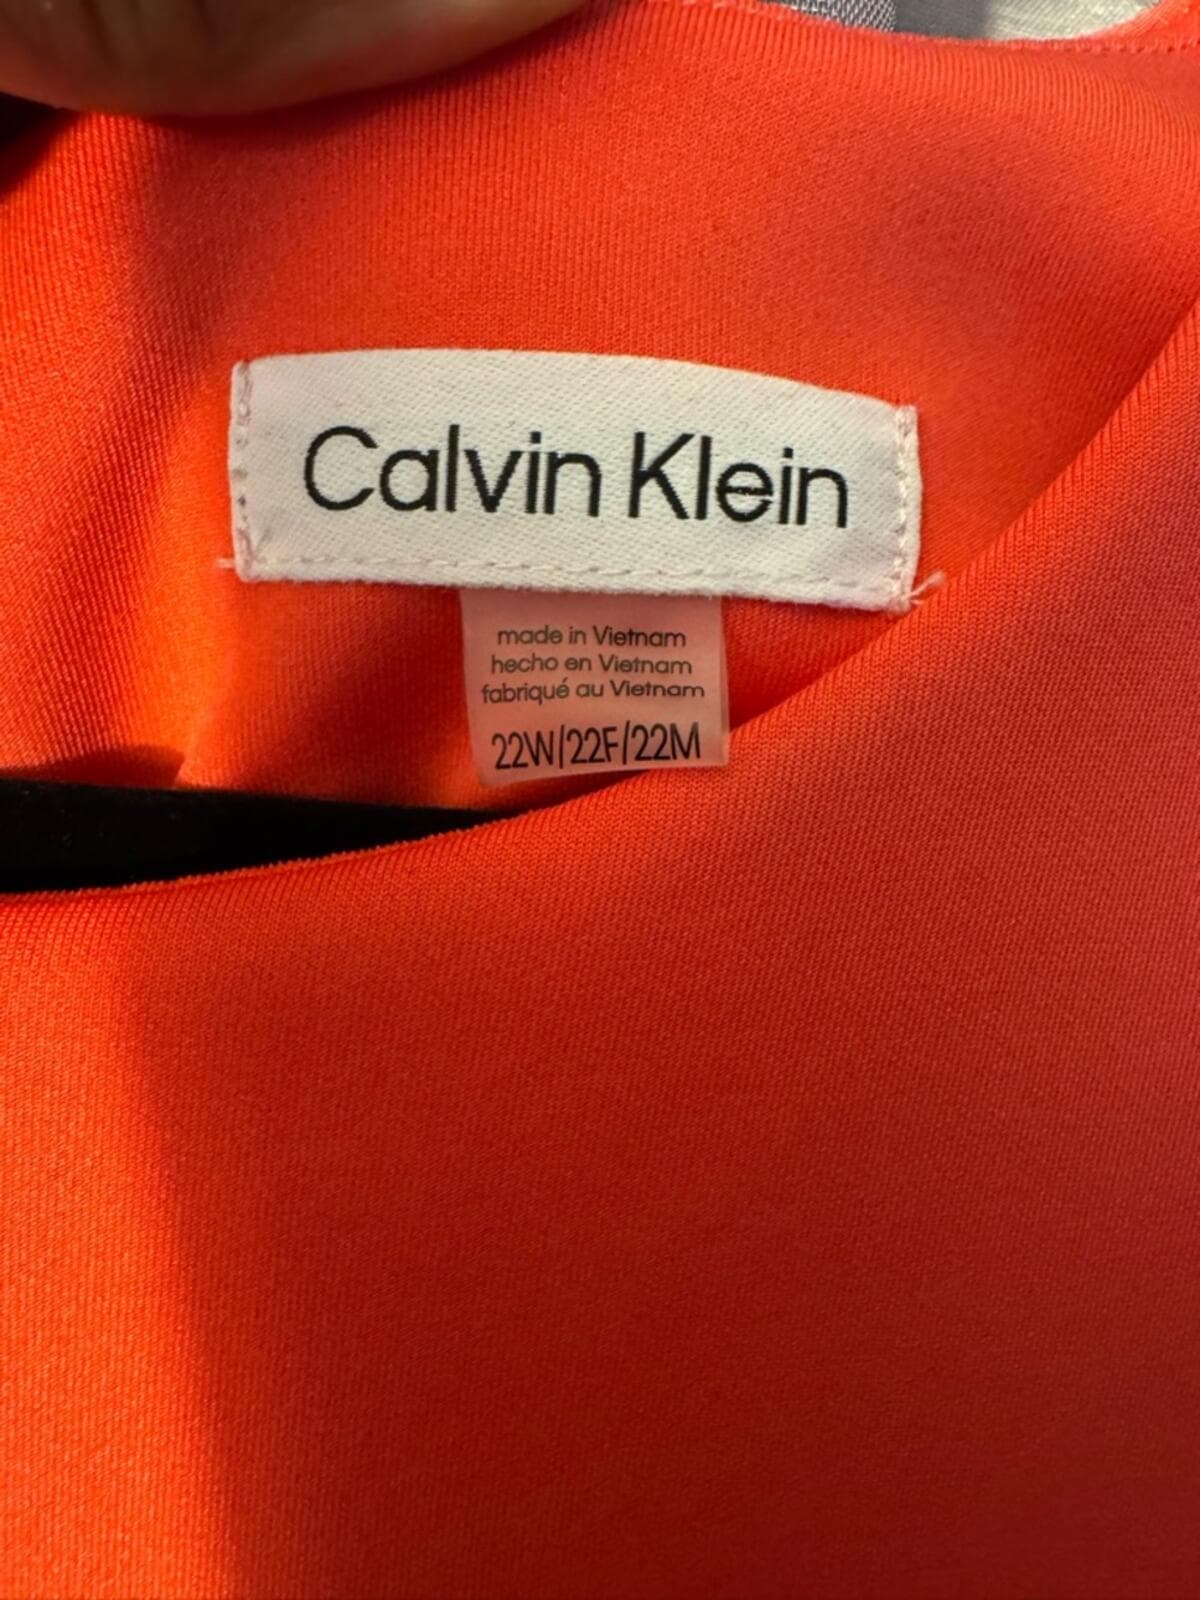 Calvin Klein
made in Vietnam
hecho en Vietnam
fabriqué au Vietnam
22W/22F/22M